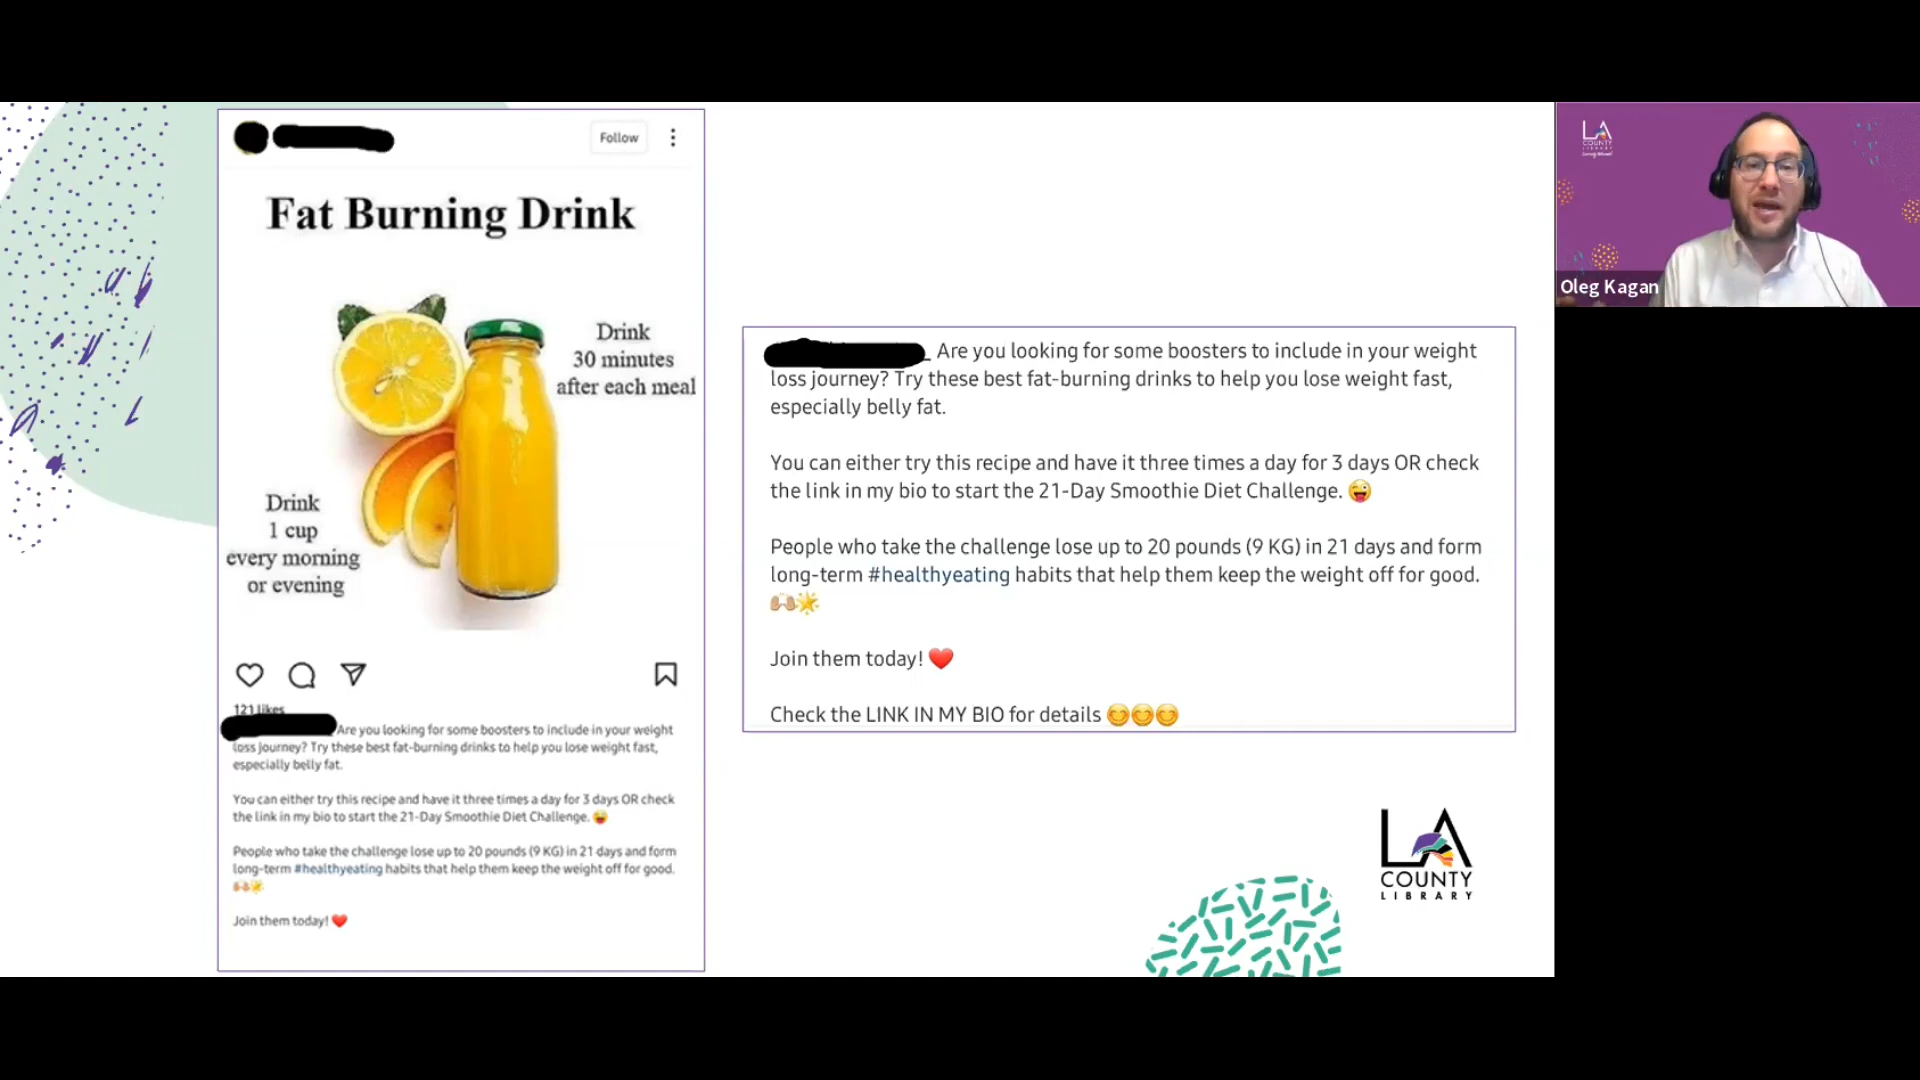 Follow
Fat Burning Drink
Drink
30 minutes
after each meal
Drink
1 cup
every morning
or evening
121 likes
Are you looking for some boosters to include in your weight
loss journey? Try these best fat-burning drinks to help you lose weight fast,
especially belly fat.
You can either try this recipe and have it three times a day for 3 days OR check
the link in my bio to start the 21-Day Smoothie Diet Challenge. 😜
People who take the challenge lose up to 20 pounds (9 KG) in 21 days and form
long-term #healthyeating habits that help them keep the weight off for good.
🙌🏼🌟
Join them today! ❤️
Are you looking for some boosters to include in your weight
loss journey? Try these best fat-burning drinks to help you lose weight fast,
especially belly fat.
You can either try this recipe and have it three times a day for 3 days OR check
the link in my bio to start the 21-Day Smoothie Diet Challenge. 😜
People who take the challenge lose up to 20 pounds (9 KG) in 21 days and form
long-term #healthyeating habits that help them keep the weight off for good.
🙌🏼🌟
Join them today! ❤️
Check the LINK IN MY BIO for details 😊😊😊
LA
COUNTY
LIBRARY
LA
COUNTY
LIBRARY
Oleg Kagan